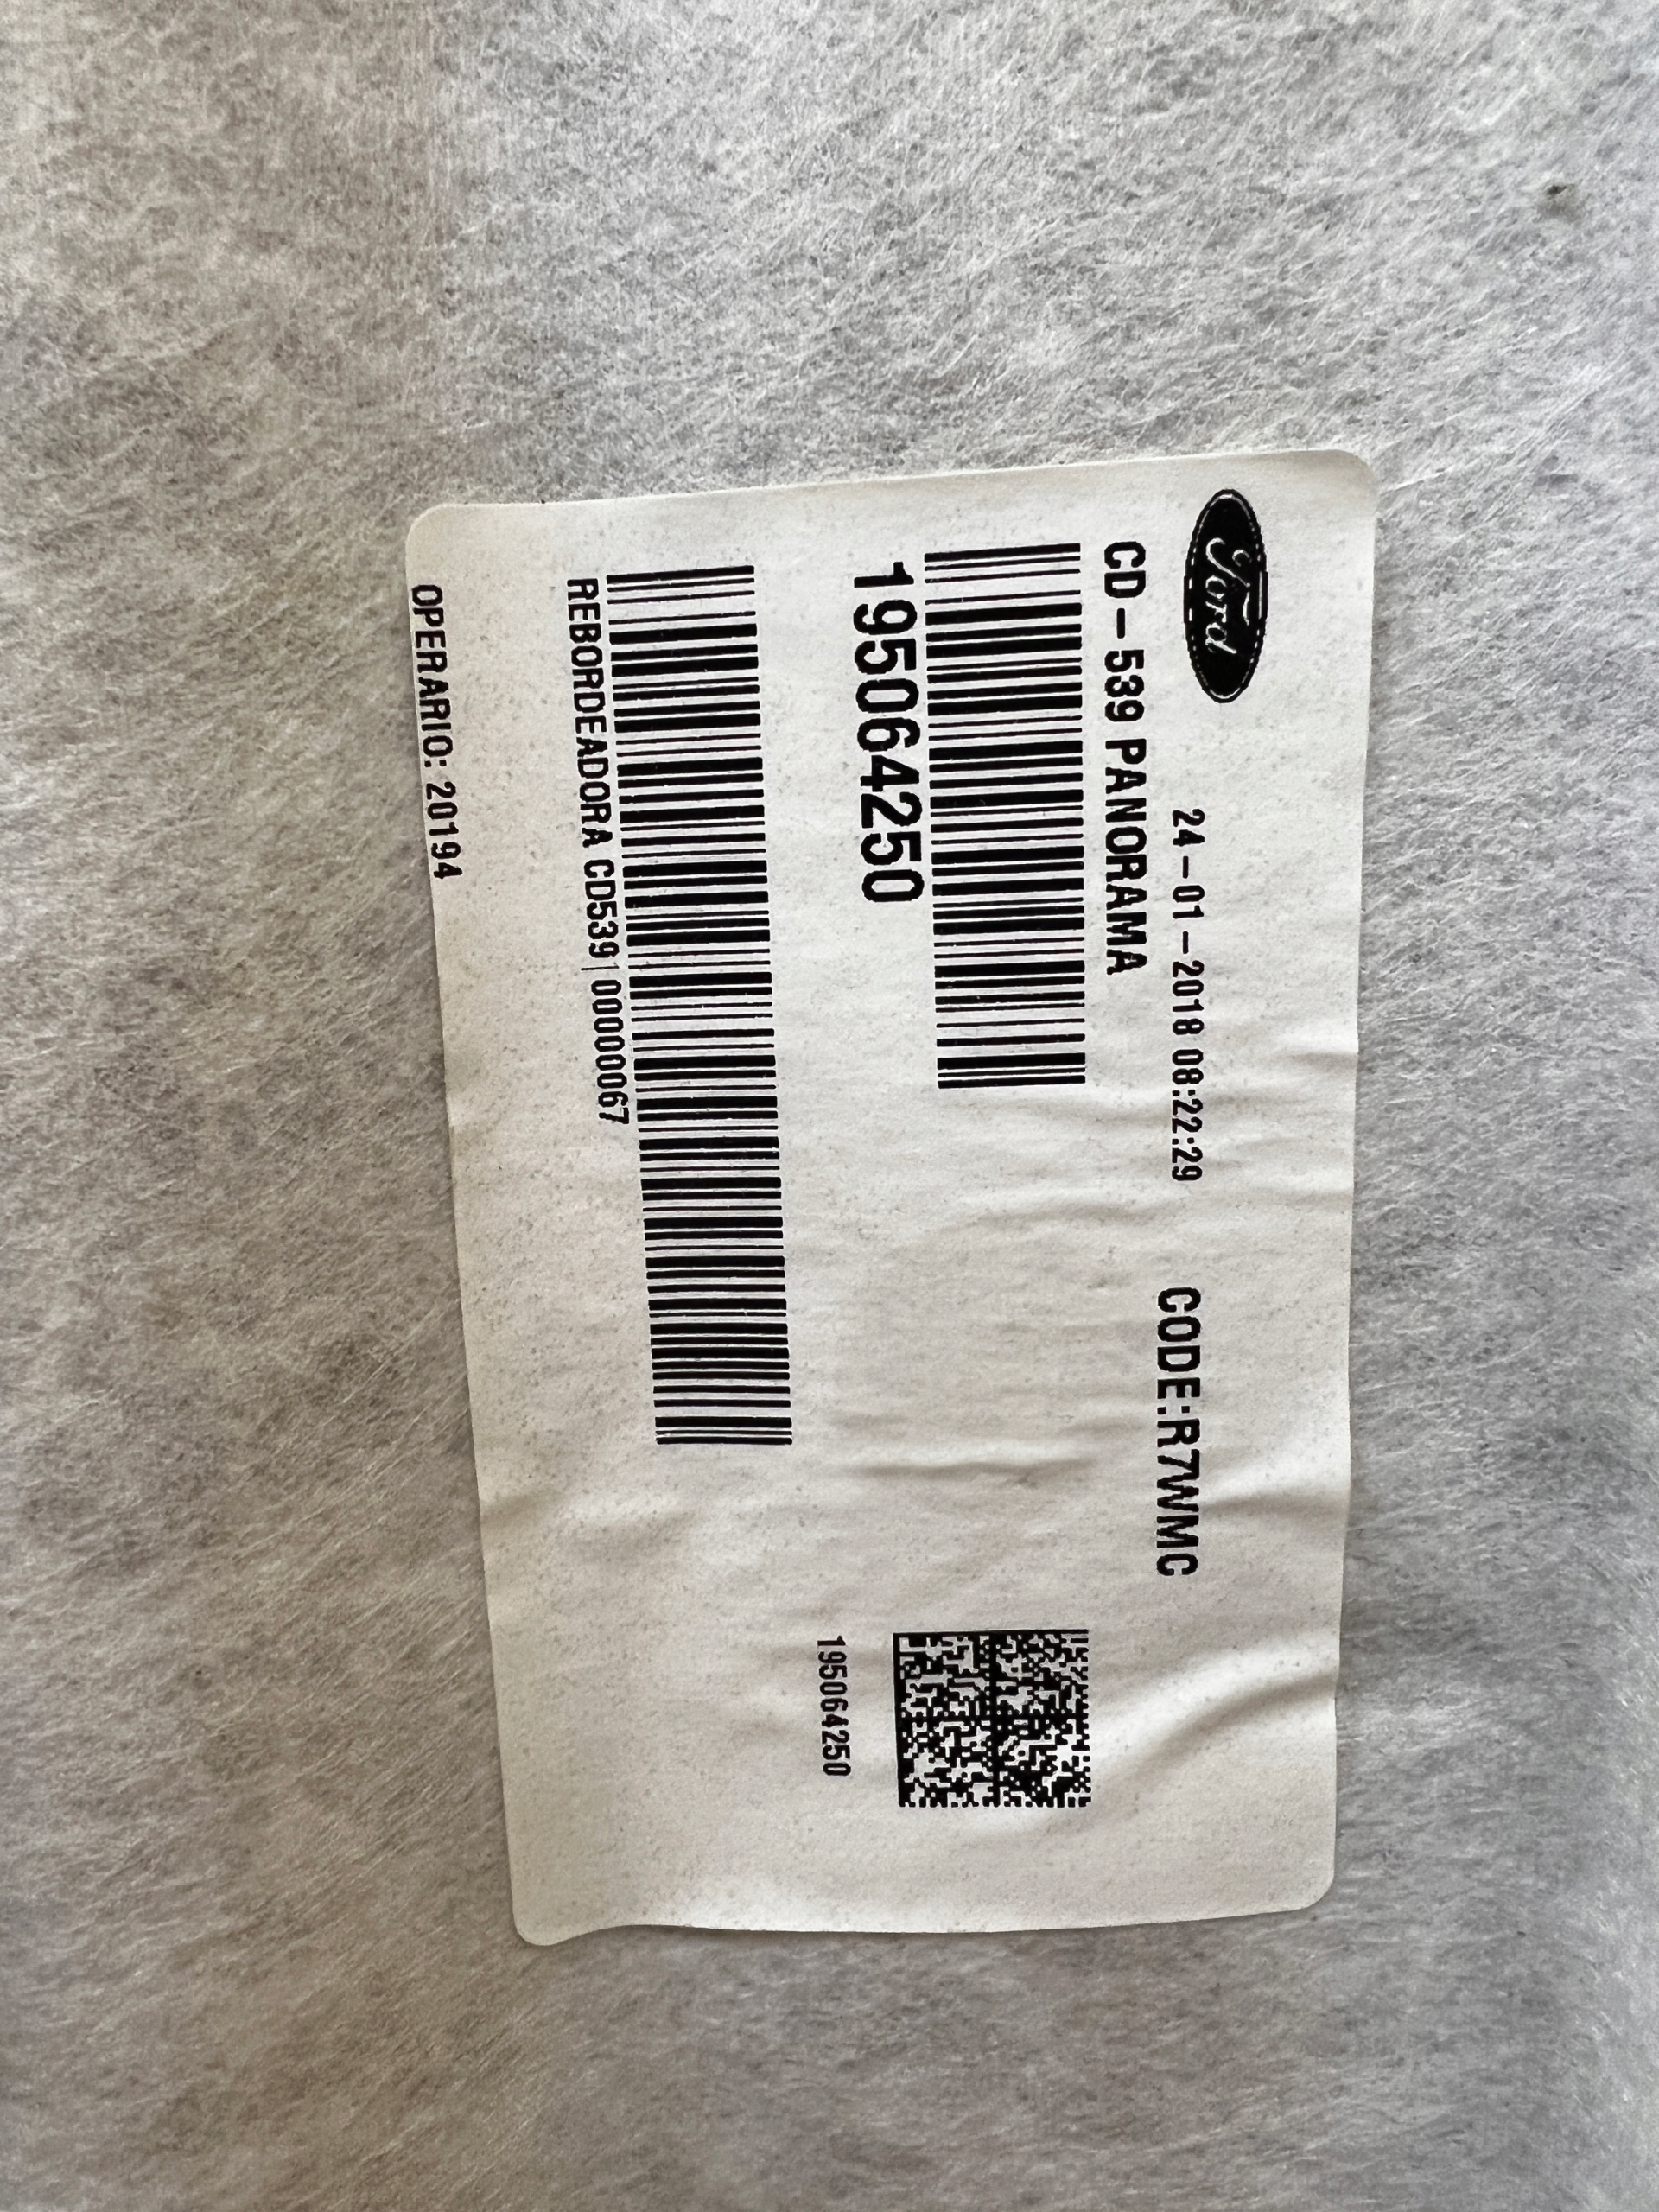 Ford
24-01-2018 08:22:29
CODE:R7WMC
CD-539 PANORAMA
195064250
195064250
REBORDEADORA CD539|00000067
OPERARIO: 20194